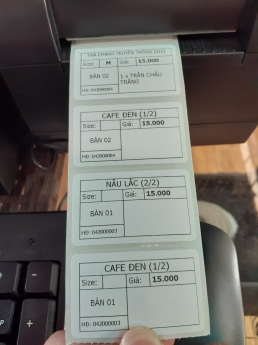 TRÀ CHANH TRUYỀN THỐNG (2/2)
Size: M Giá: 15.000
BÀN 02 1 x TRÂN CHÂU
TRẮNG
HĐ: 042000004
CAFE ĐEN (1/2)
Size: Giá: 15.000
BÀN 02
HĐ: 042000004
NÂU LẮC (2/2)
Size: Giá: 15.000
BÀN 01
HĐ: 042000003
CAFE ĐEN (1/2)
Size: Giá: 15.000
BÀN 01
HĐ: 042000003